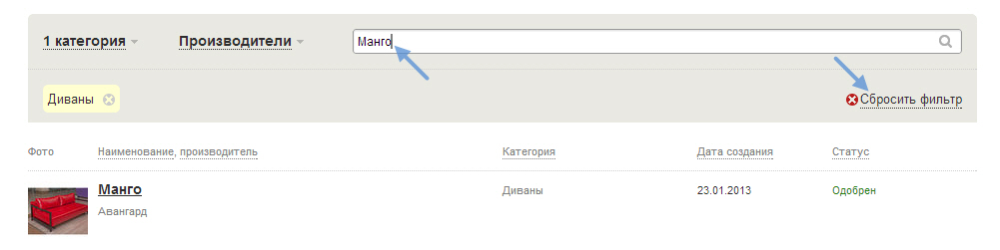 1 категория Производители Манго
Диваны Сбросить фильтр
Фото Наименование, производитель Категория Дата создания Статус
Манго Диваны 23.01.2013 Одобрен
Авангард